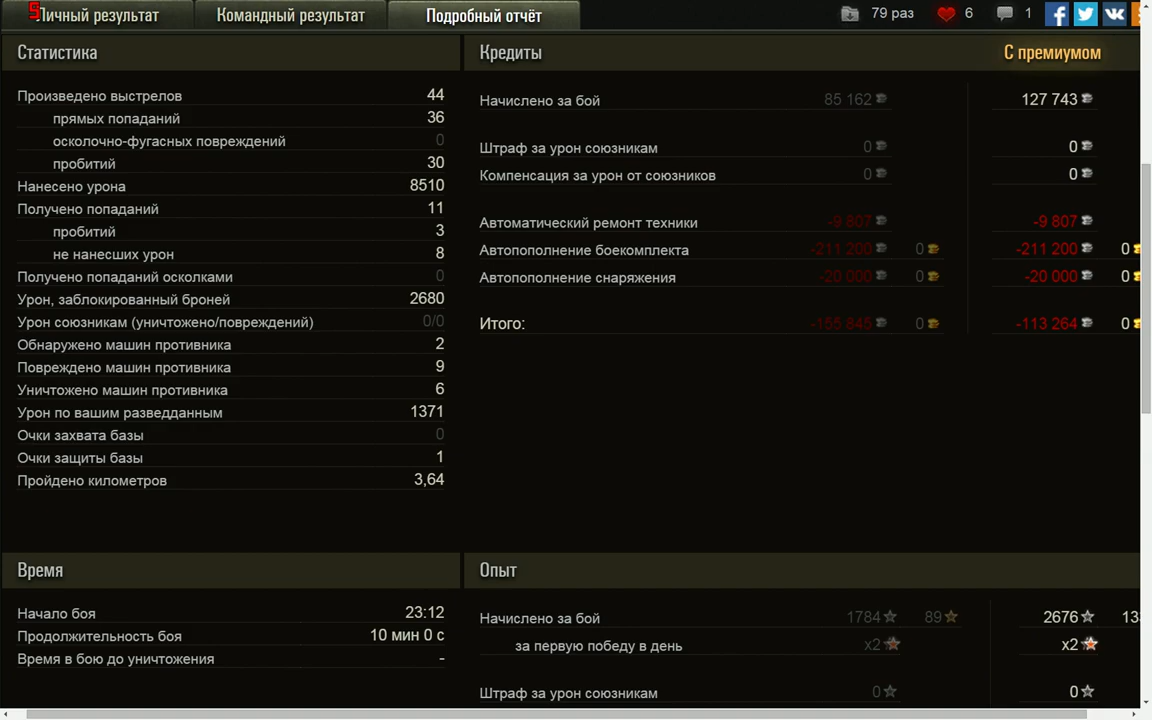 5
Личный результат Командный результат Подробный отчёт 79 раз 6 1
Статистика
Произведено выстрелов 44
прямых попаданий 36
осколочно-фугасных повреждений 0
пробитий 30
Нанесено урона 8510
Получено попаданий 11
пробитий 3
не нанесших урон 8
Получено попаданий осколками 0
Урон, заблокированный броней 2680
Урон союзникам (уничтожено/повреждений) 0/0
Обнаружено машин противника 2
Повреждено машин противника 9
Уничтожено машин противника 6
Урон по вашим разведданным 1371
Очки захвата базы 0
Очки защиты базы 1
Пройдено километров 3,64
Кредиты С премиумом
Начислено за бой 85 162 127 743
Штраф за урон союзникам 0 0
Компенсация за урон от союзников 0 0
Автоматический ремонт техники -9 807 -9 807
Автопополнение боекомплекта -211 200 0 -211 200 0
Автопополнение снаряжения -20 000 0 -20 000 0
Итого: -155 845 0 -113 264 0
Время
Начало боя 23:12
Продолжительность боя 10 мин 0 с
Время в бою до уничтожения -
Опыт
Начислено за бой 1784 89 2676
за первую победу в день x2 x2
Штраф за урон союзникам 0 0